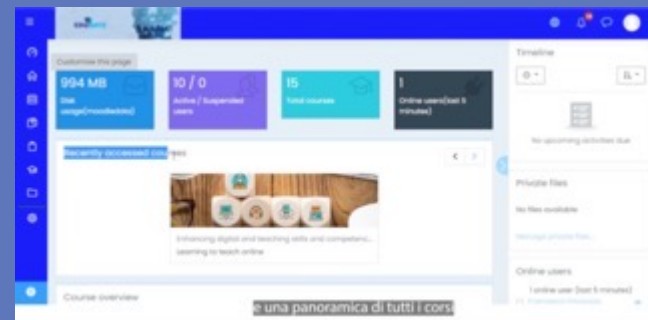 Customise this page
994 MB
Disk
usage(moodledata)
10 / 0
Active / Suspended
users
15
Total courses
1
Online users(last 5
minutes)
Recently accessed courses
Enhancing digital and teaching skills and competenc...
Learning to teach online
Course overview
Timeline
No upcoming activities due
Private files
No files available
Manage private files...
Online users
1 online user (last 5 minutes)
e una panoramica di tutti i corsi